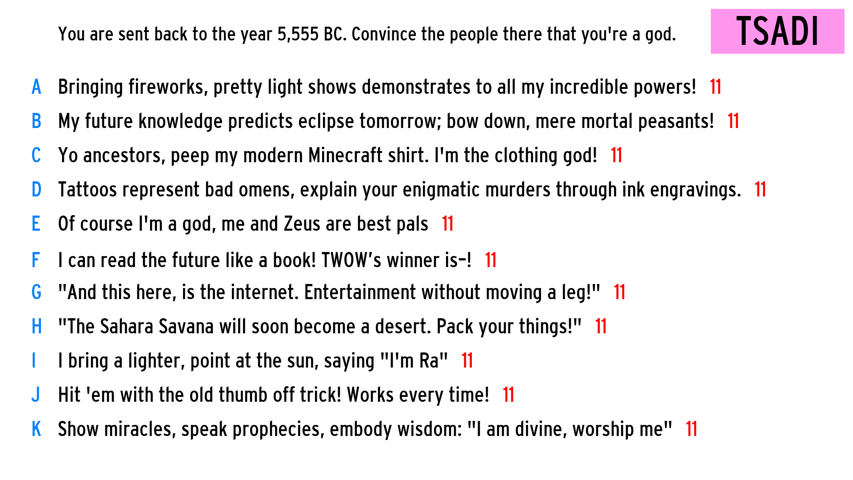 You are sent back to the year 5,555 BC. Convince the people there that you're a god.
TSADI
A Bringing fireworks, pretty light shows demonstrates to all my incredible powers! 11
B My future knowledge predicts eclipse tomorrow; bow down, mere mortal peasants! 11
C Yo ancestors, peep my modern Minecraft shirt. I'm the clothing god! 11
D Tattoos represent bad omens, explain your enigmatic murders through ink engravings. 11
E Of course I'm a god, me and Zeus are best pals 11
F I can read the future like a book! TWOW's winner is-! 11
G "And this here, is the internet. Entertainment without moving a leg!" 11
H "The Sahara Savana will soon become a desert. Pack your things!" 11
I I bring a lighter, point at the sun, saying "I'm Ra" 11
J Hit 'em with the old thumb off trick! Works every time! 11
K Show miracles, speak prophecies, embody wisdom: "I am divine, worship me" 11